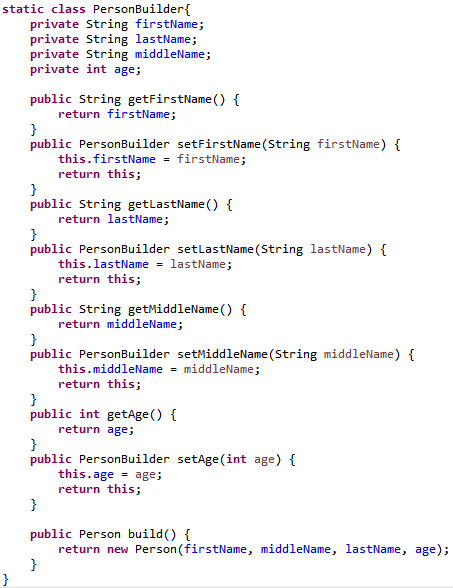 static class PersonBuilder{
    private String firstName;
    private String lastName;
    private String middleName;
    private int age;

    public String getFirstName() {
        return firstName;
    }
    public PersonBuilder setFirstName(String firstName) {
        this.firstName = firstName;
        return this;
    }
    public String getLastName() {
        return lastName;
    }
    public PersonBuilder setLastName(String lastName) {
        this.lastName = lastName;
        return this;
    }
    public String getMiddleName() {
        return middleName;
    }
    public PersonBuilder setMiddleName(String middleName) {
        this.middleName = middleName;
        return this;
    }
    public int getAge() {
        return age;
    }
    public PersonBuilder setAge(int age) {
        this.age = age;
        return this;
    }

    public Person build() {
        return new Person(firstName, middleName, lastName, age);
    }
}